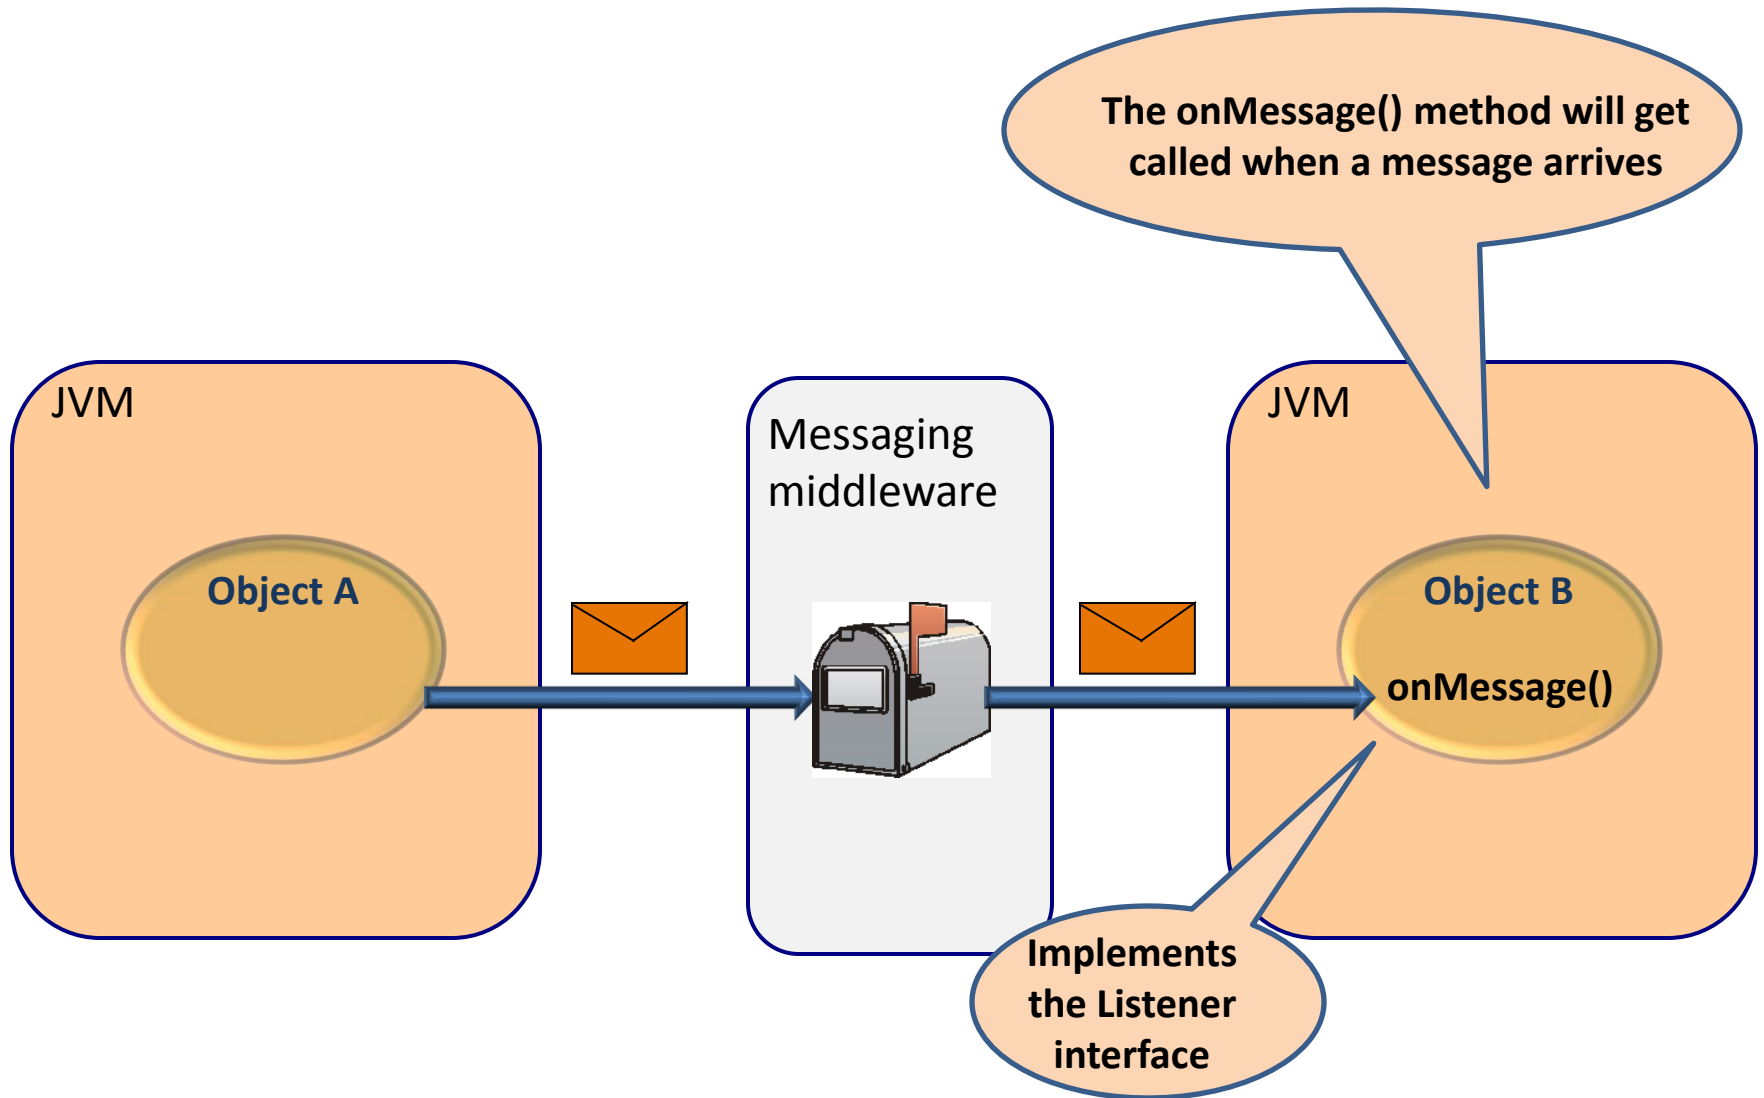 The onMessage() method will get
called when a message arrives
JVM
Messaging
middleware
JVM
Object A
Object B
onMessage()
Implements
the Listener
interface